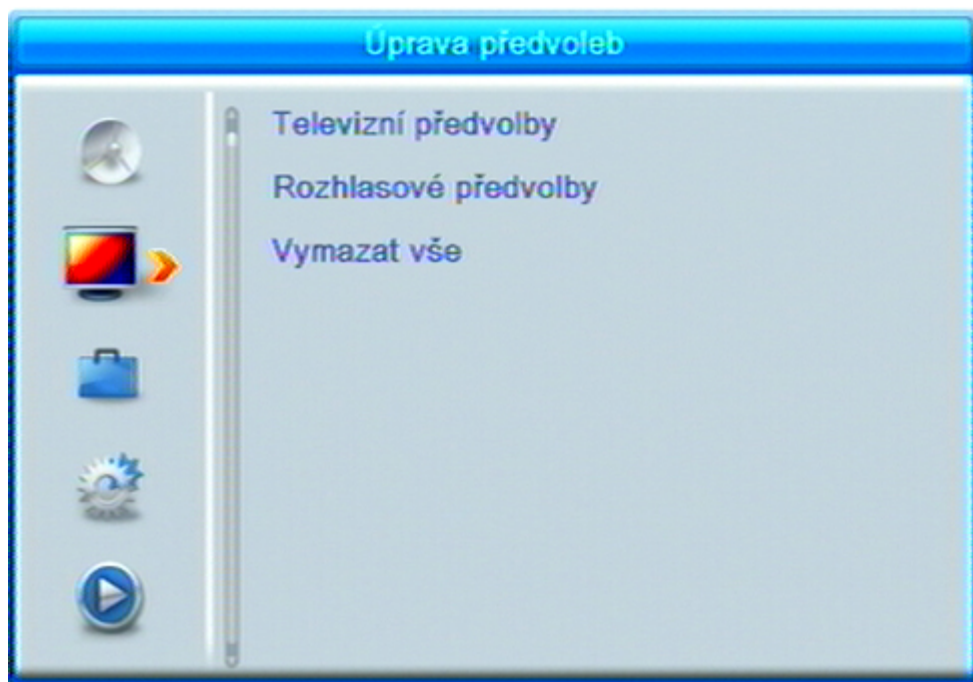 Úprava předvoleb
Televizní předvolby
Rozhlasové předvolby
Vymazat vše